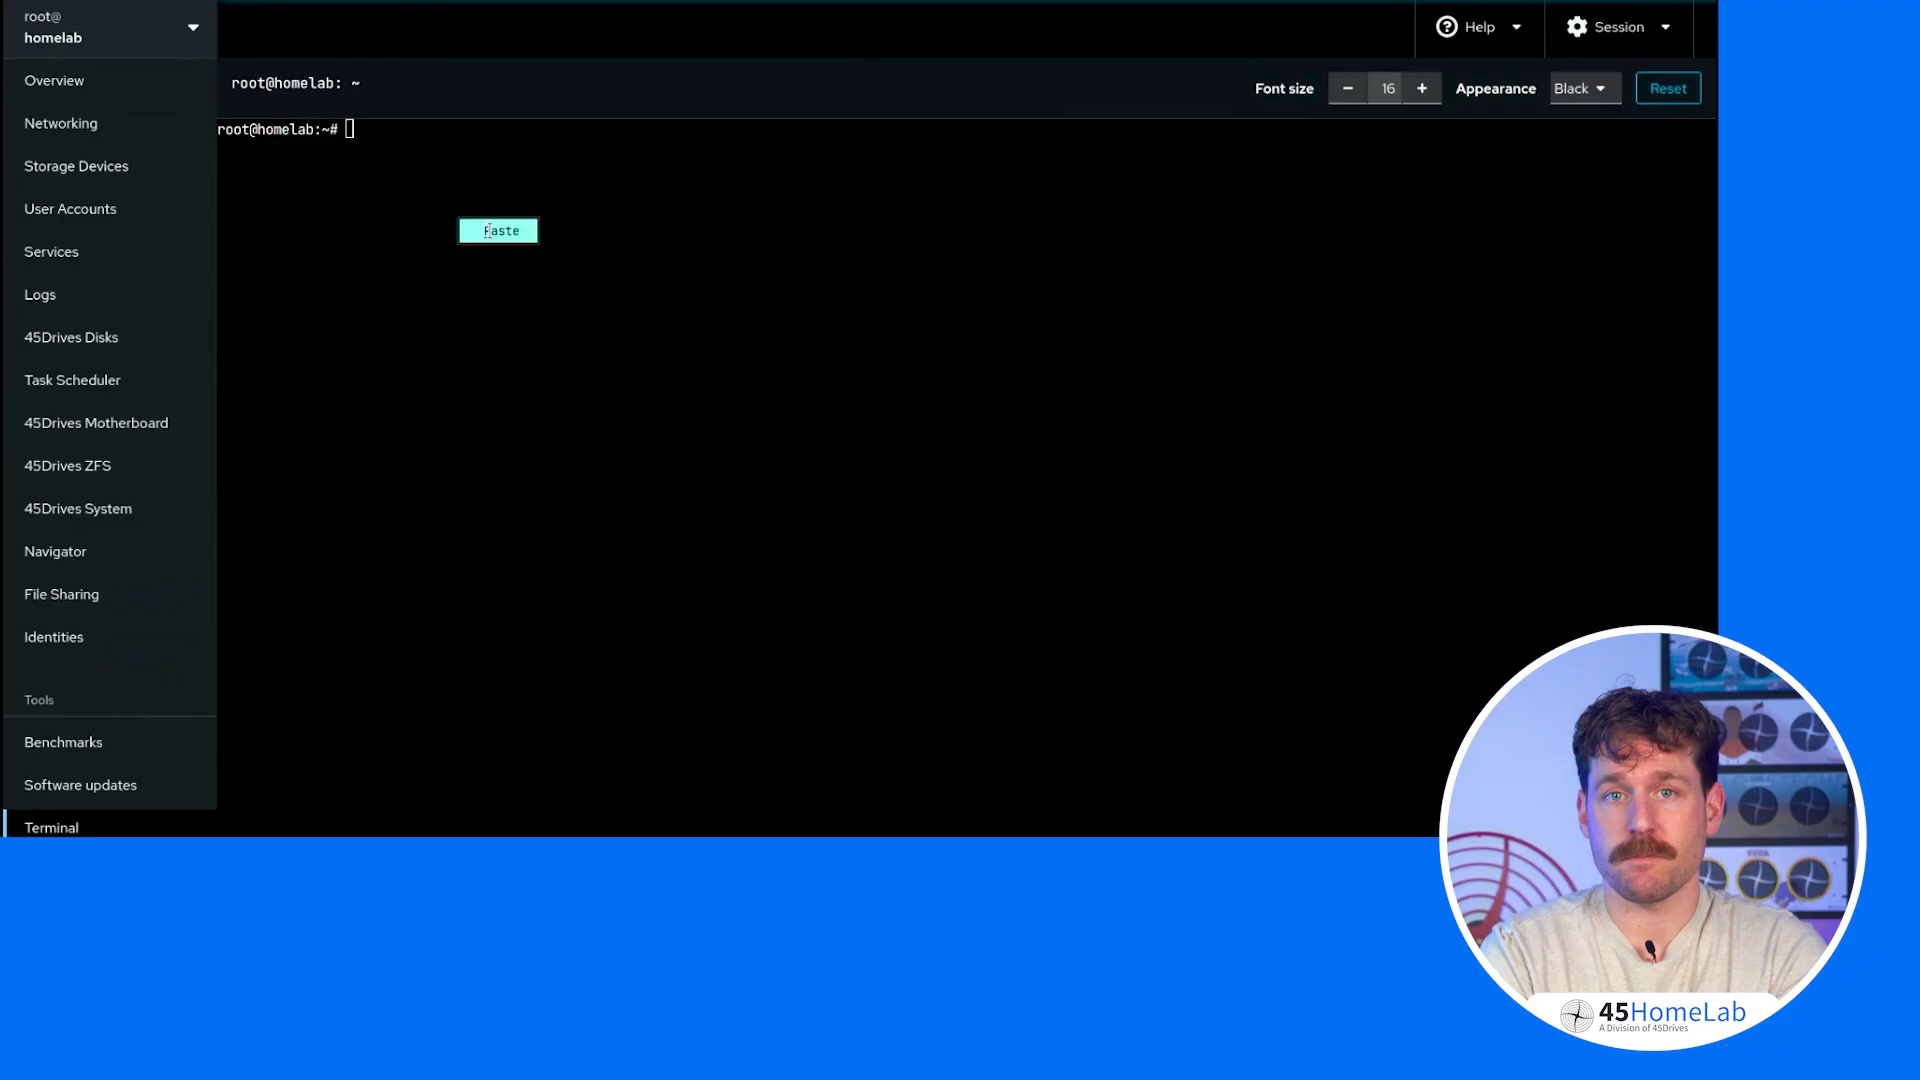 root@
homelab
Help
Session
Overview
root@homelab: ~
Font size
16
Appearance
Black
Reset
Networking
root@homelab:~#
Storage Devices
User Accounts
Paste
Services
Logs
45Drives Disks
Task Scheduler
45Drives Motherboard
45Drives ZFS
45Drives System
Navigator
File Sharing
Identities
Tools
Benchmarks
Software updates
Terminal
45HomeLab
A Division of 45Drives